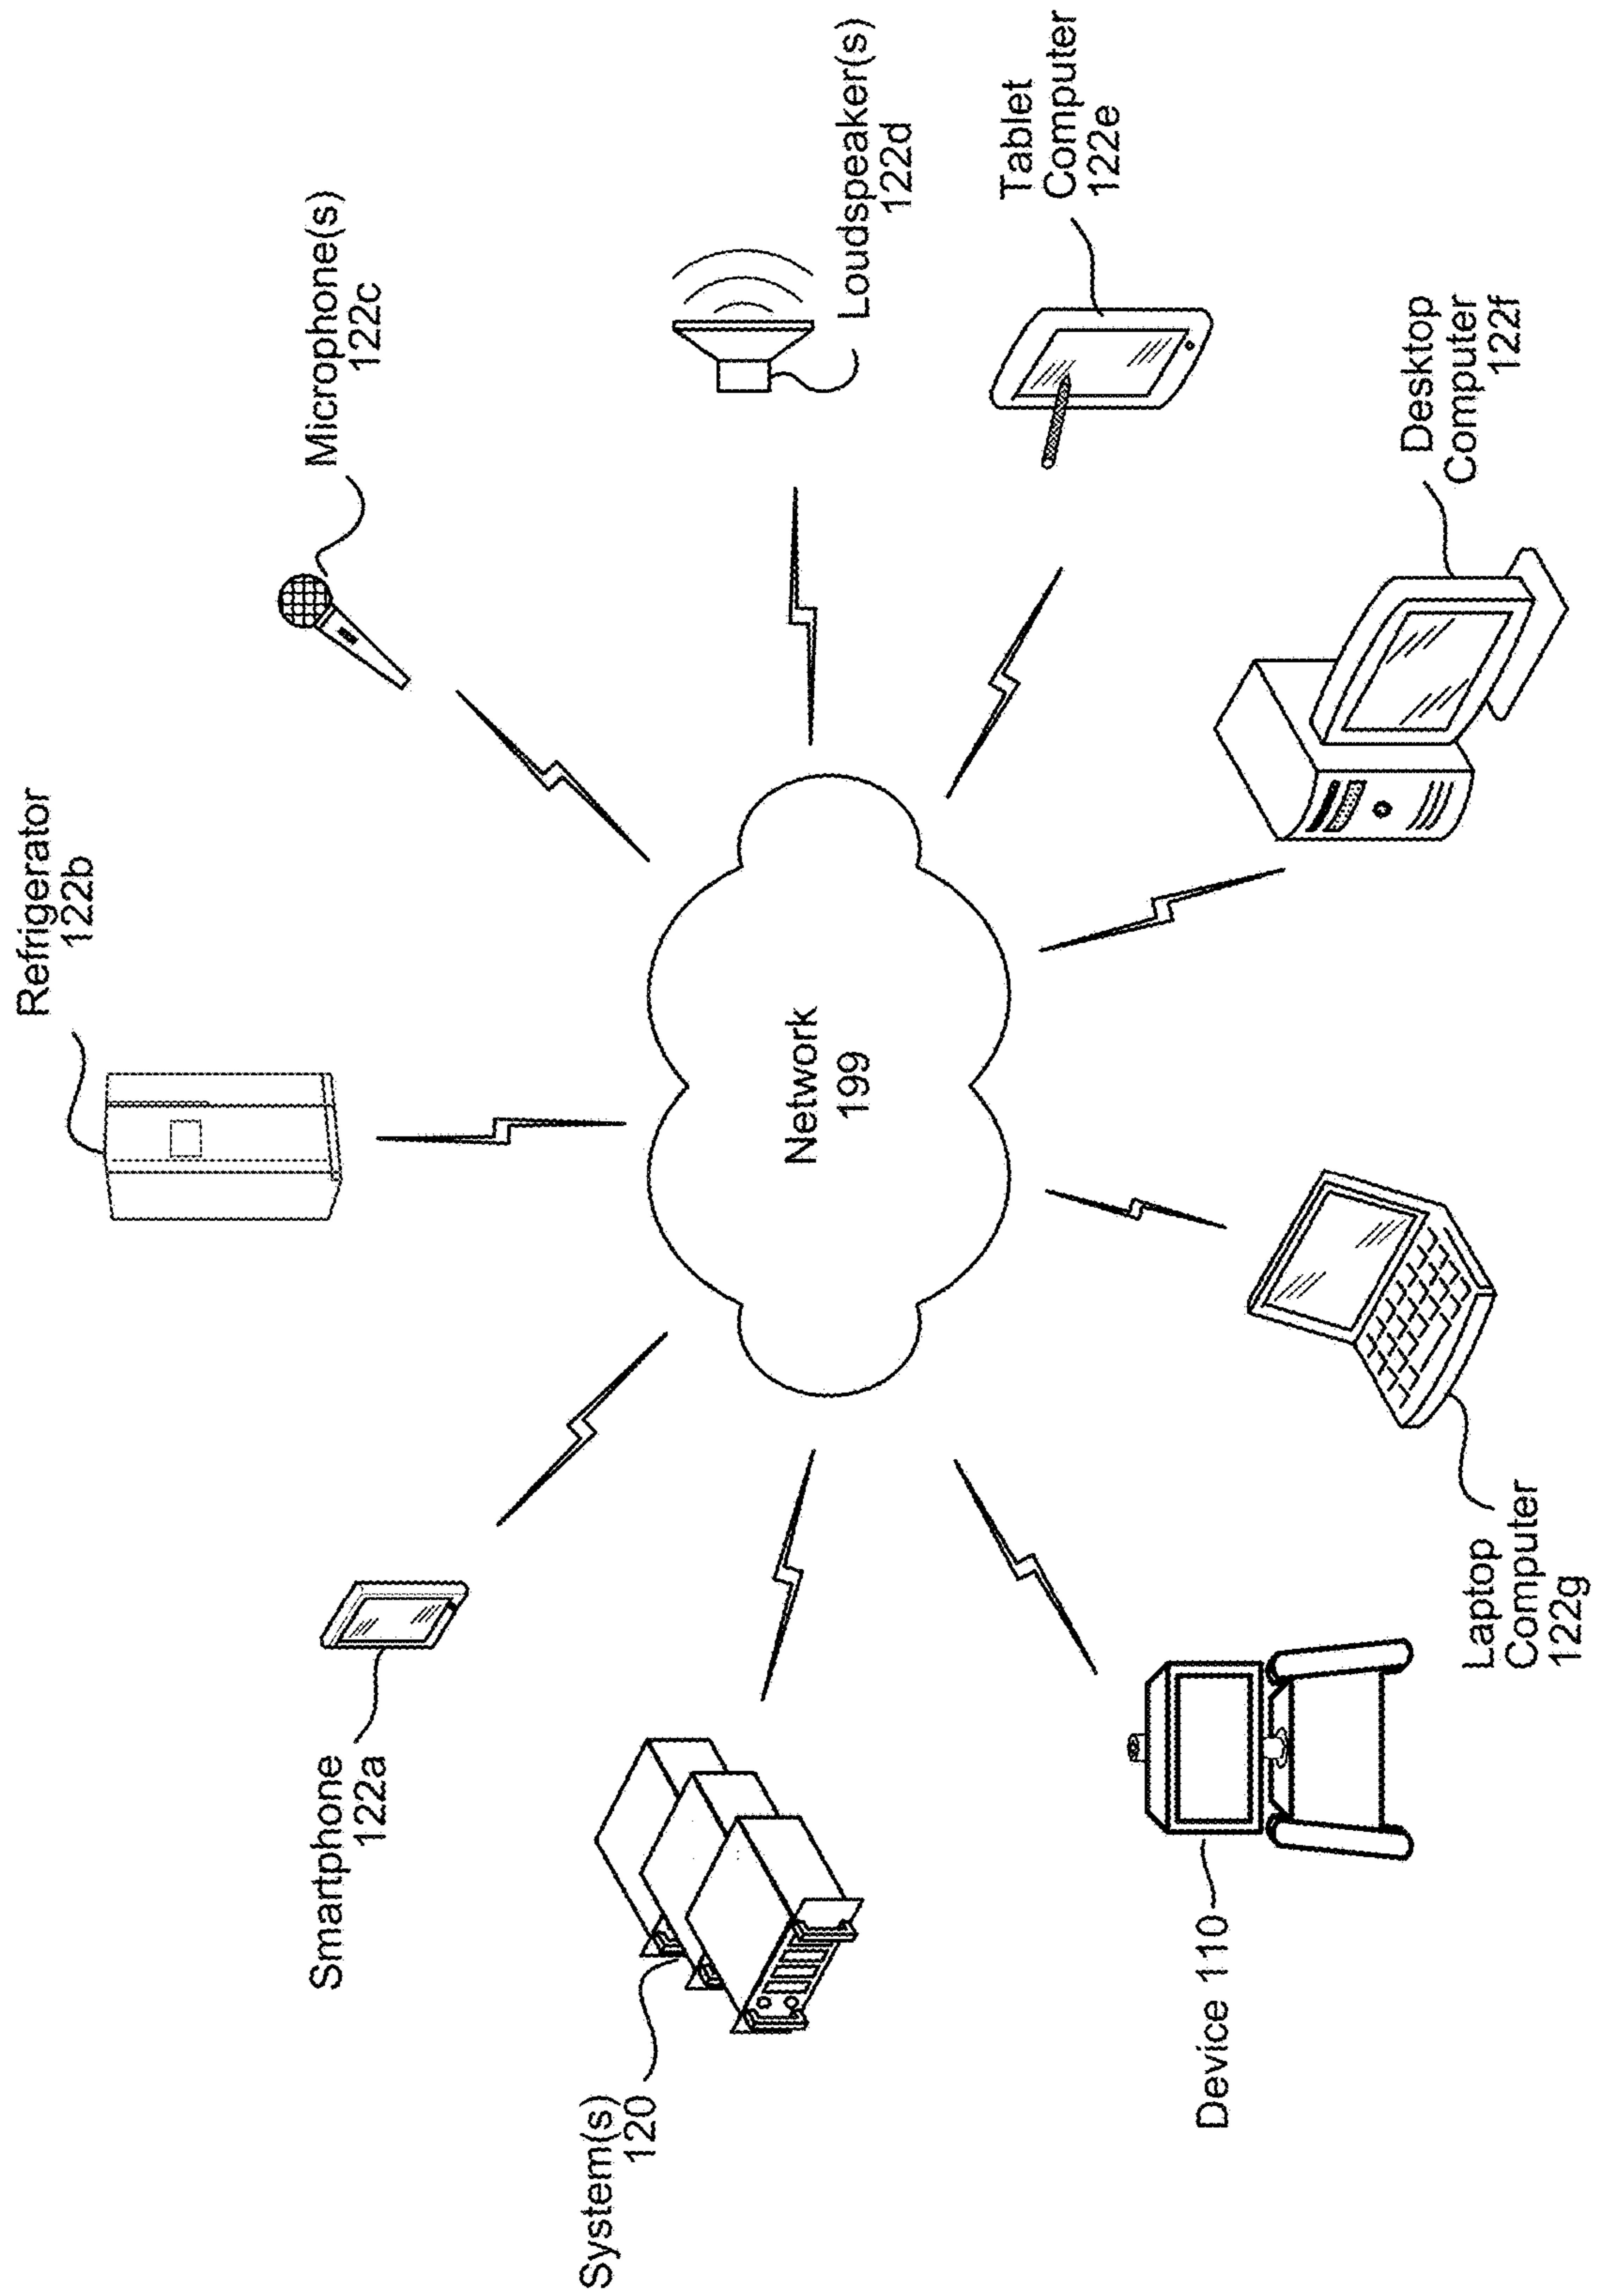 Refrigerator
122b
Microphone(s)
122c
Smartphone
122a
Loudspeaker(s)
122d
System(s)
120
Network
199
Tablet
Computer
122e
Device 110
Laptop
Computer
122g
Desktop
Computer
122f